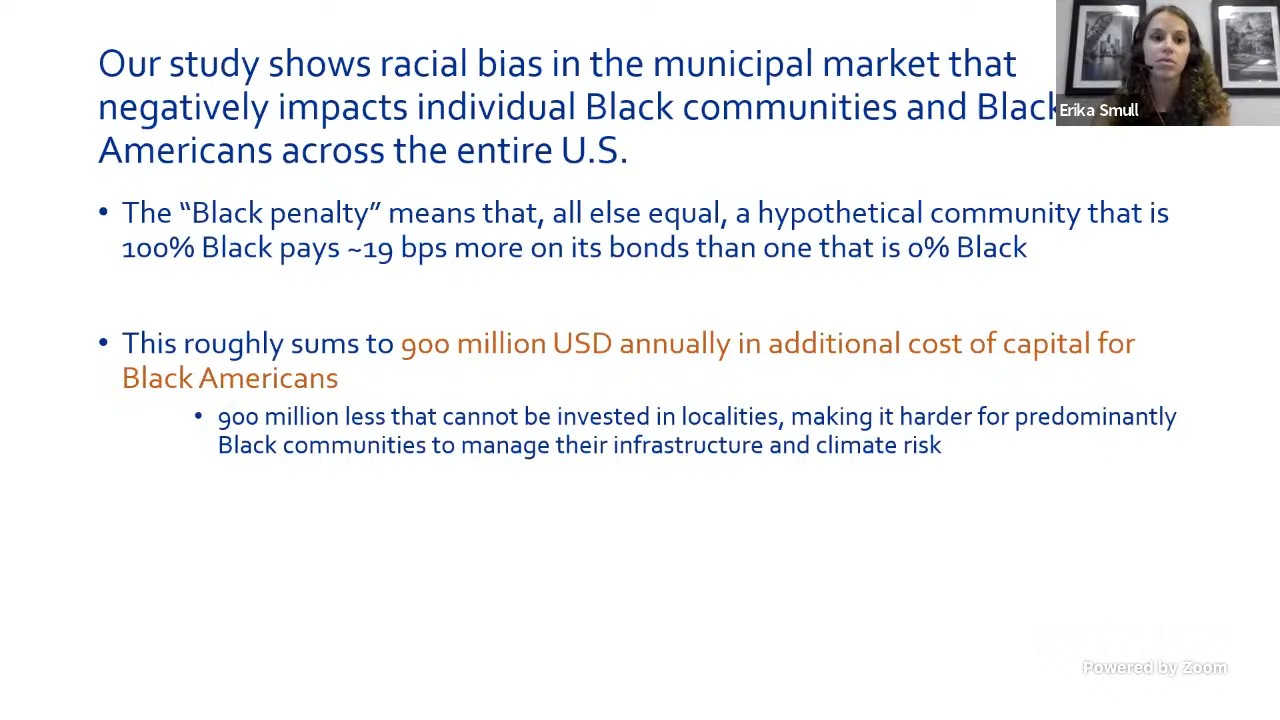 Our study shows racial bias in the municipal market that
negatively impacts individual Black communities and Black
Americans across the entire U.S.
Erika Smull
• The “Black penalty” means that, all else equal, a hypothetical community that is
100% Black pays ~19 bps more on its bonds than one that is 0% Black
• This roughly sums to 900 million USD annually in additional cost of capital for
Black Americans
• 900 million less that cannot be invested in localities, making it harder for predominantly
Black communities to manage their infrastructure and climate risk
Powered by Zoom